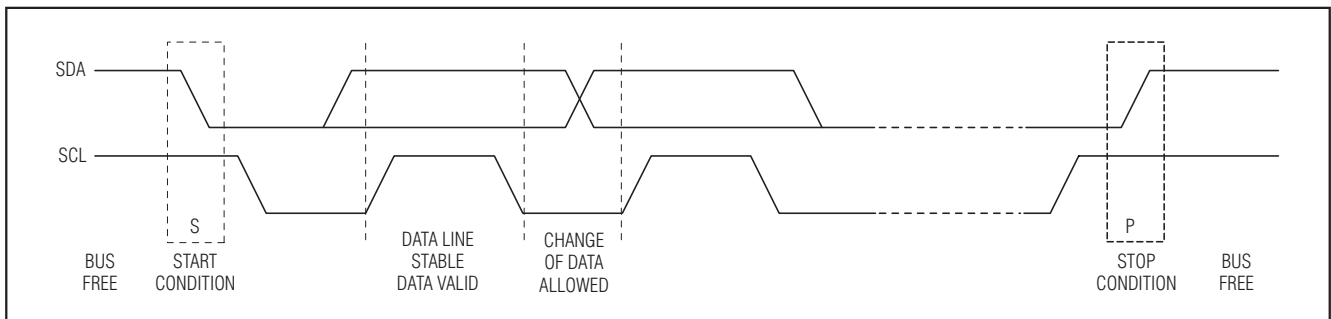 SDA
SCL
S
P
BUS
FREE
START
CONDITION
DATA LINE
STABLE
DATA VALID
CHANGE
OF DATA
ALLOWED
STOP
CONDITION
BUS
FREE